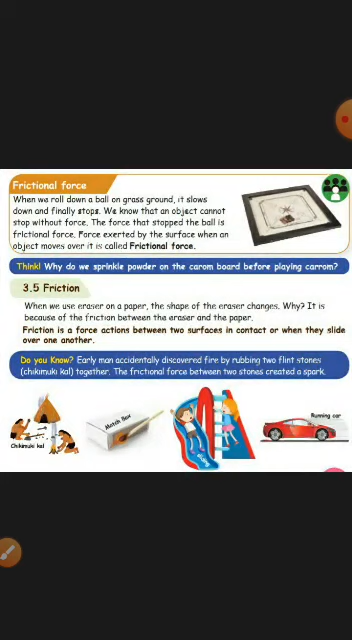 Frictional force
When we roll down a ball on grass ground, it slows
down and finally stops. We know that an object cannot
stop without force. The force that stopped the ball is
frictional force. Force exerted by the surface when an
object moves over it is called Frictional force.
Think! Why do we sprinkle powder on the carom board before playing carrom?
3.5 Friction
When we use eraser on a paper, the shape of the eraser changes. Why? It is
because of the friction between the eraser and the paper.
Friction is a force actions between two surfaces in contact or when they slide
over one another.
Do you Know? Early man accidentally discovered fire by rubbing two flint stones
(chikimuki kal) together. The frictional force between two stones created a spark.
Chikimuki kal
Match Box
sliding
Running car